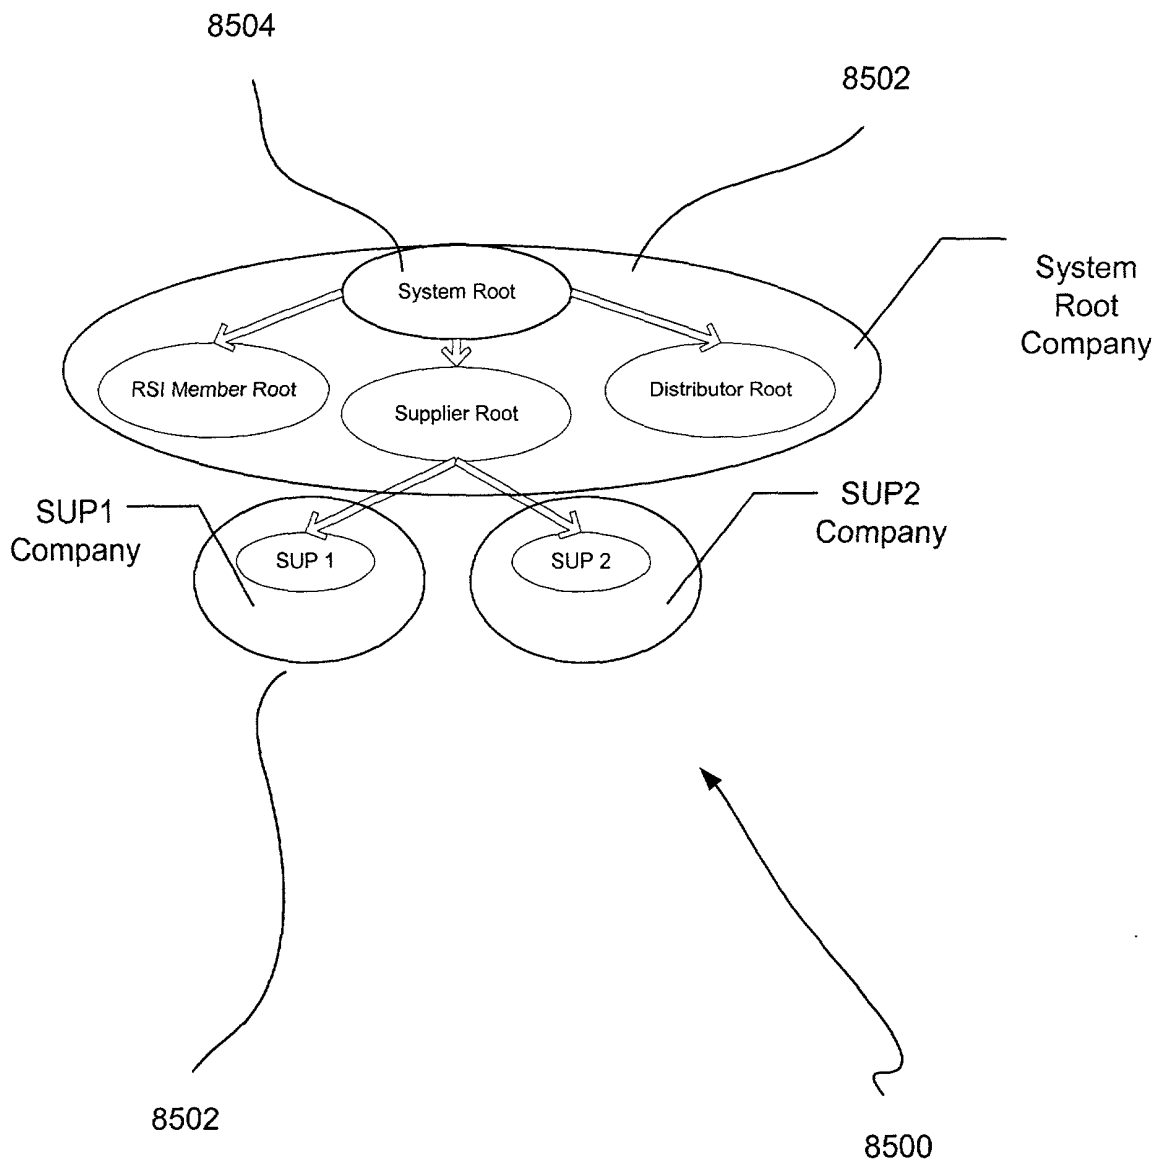 8504
8502
System Root
System
Root
Company
RSI Member Root
Supplier Root
Distributor Root
SUP1
Company
SUP2
Company
SUP 1
SUP 2
8502
8500